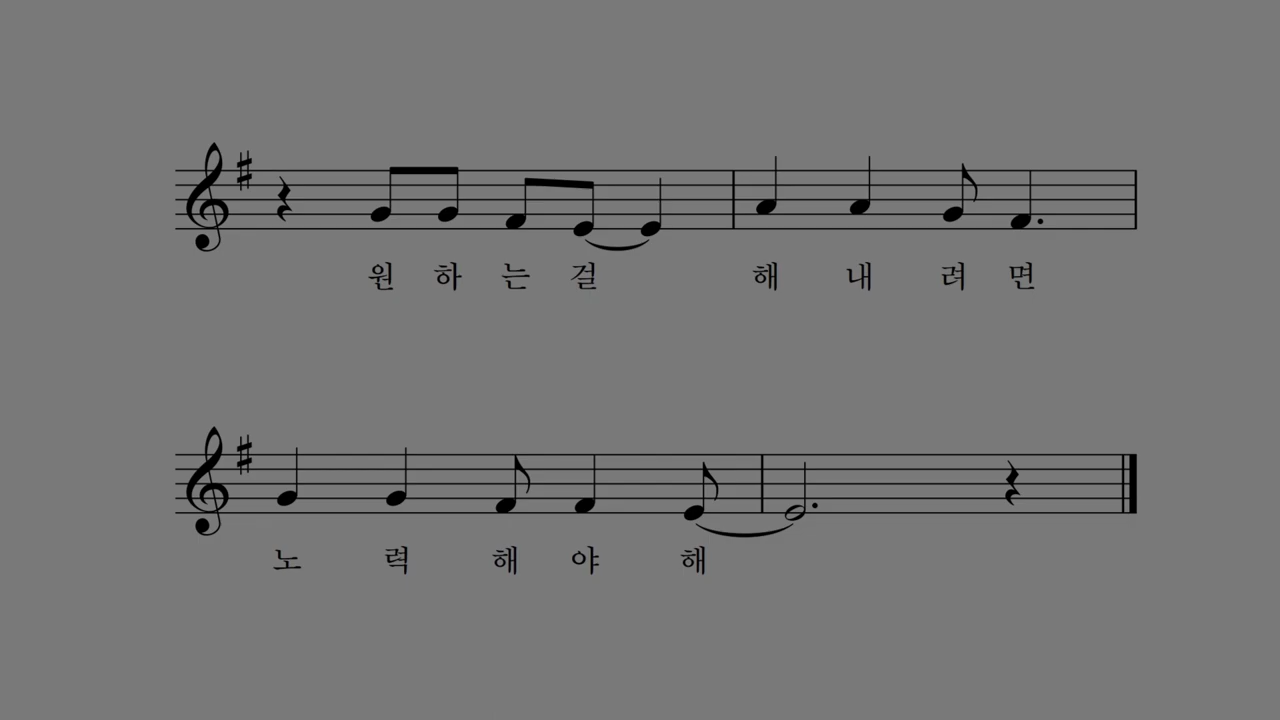 원 하 는 걸 해 내 려 면
노 력 해 야 해